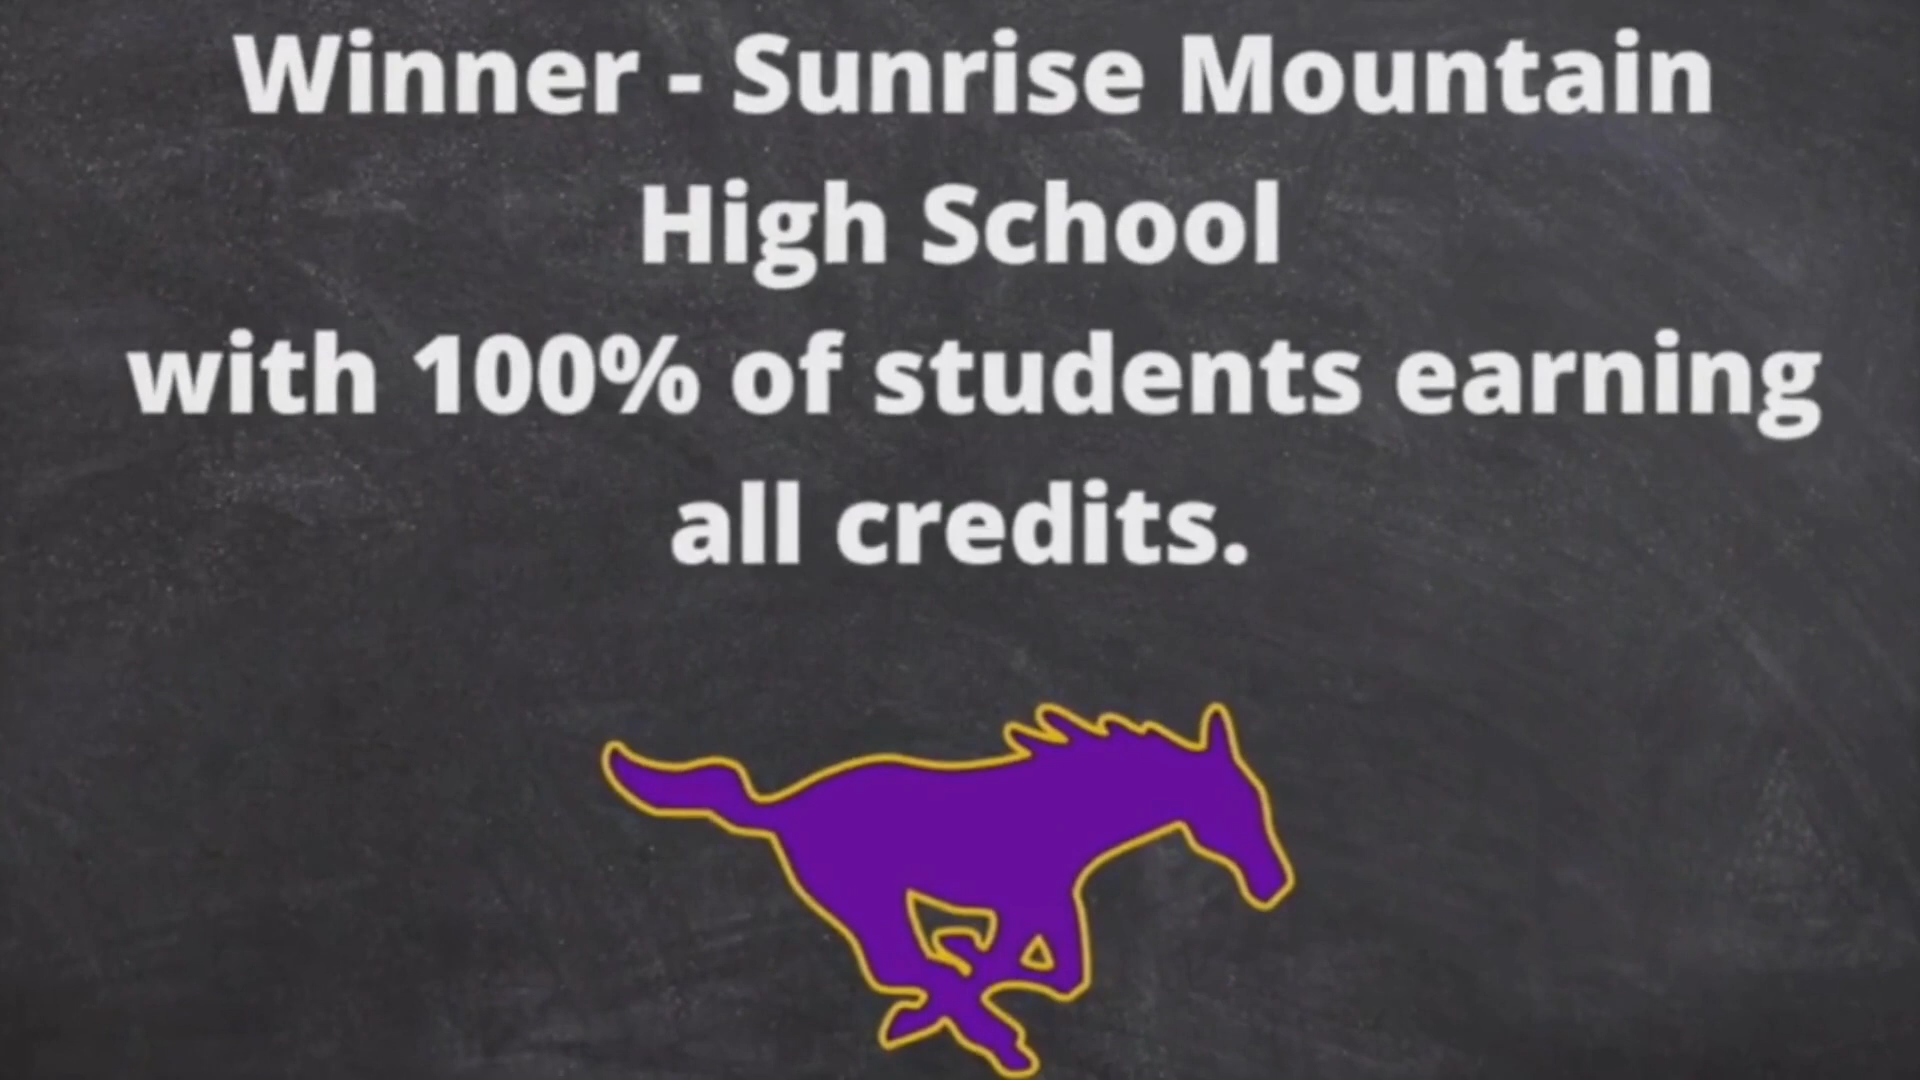 Winner - Sunrise Mountain
High School
with 100% of students earning
all credits.